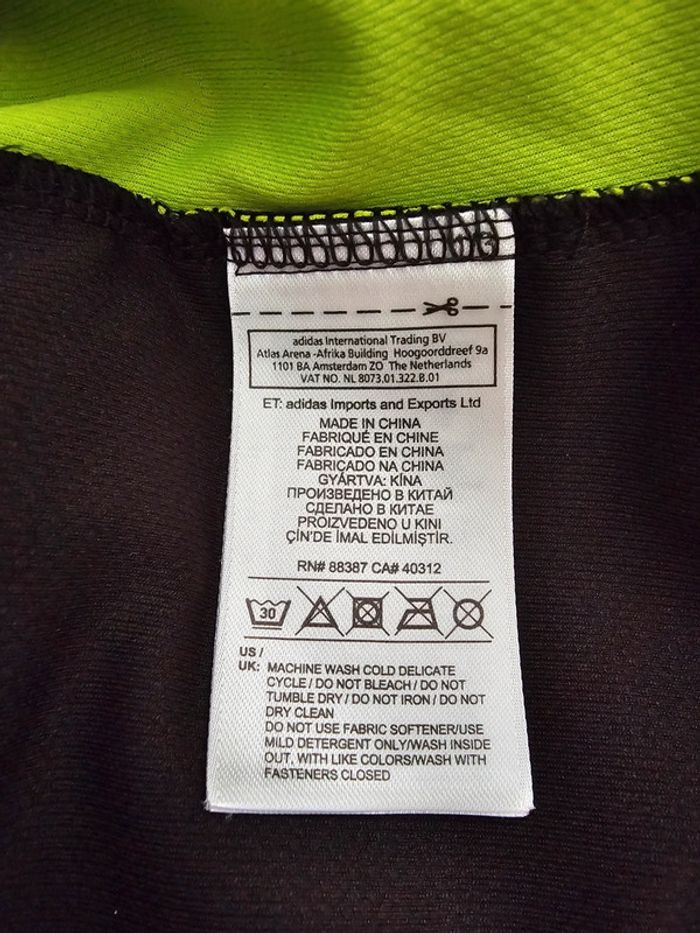 adidas International Trading BV
Atlas Arena -Afrika Building Hoogoorddreef 9a
1101 BA Amsterdam ZO The Netherlands
VAT NO. NL 8073.01.322.B.01
ET: adidas Imports and Exports Ltd
MADE IN CHINA
FABRIQUÉ EN CHINE
FABRICADO EN CHINA
FABRICADO NA CHINA
GYÁRTVA: KÍNA
ПРОИЗВЕДЕНО В КИТАЙ
СДЕЛАНО В КИТАЕ
PROIZVEDENO U KINI
ÇİN'DE İMAL EDİLMİŞTİR.
RN# 88387 CA# 40312
30
US /
UK: MACHINE WASH COLD DELICATE
CYCLE / DO NOT BLEACH / DO NOT
TUMBLE DRY / DO NOT IRON / DO NOT
DRY CLEAN
DO NOT USE FABRIC SOFTENER/USE
MILD DETERGENT ONLY/WASH INSIDE
OUT, WITH LIKE COLORS/WASH WITH
FASTENERS CLOSED